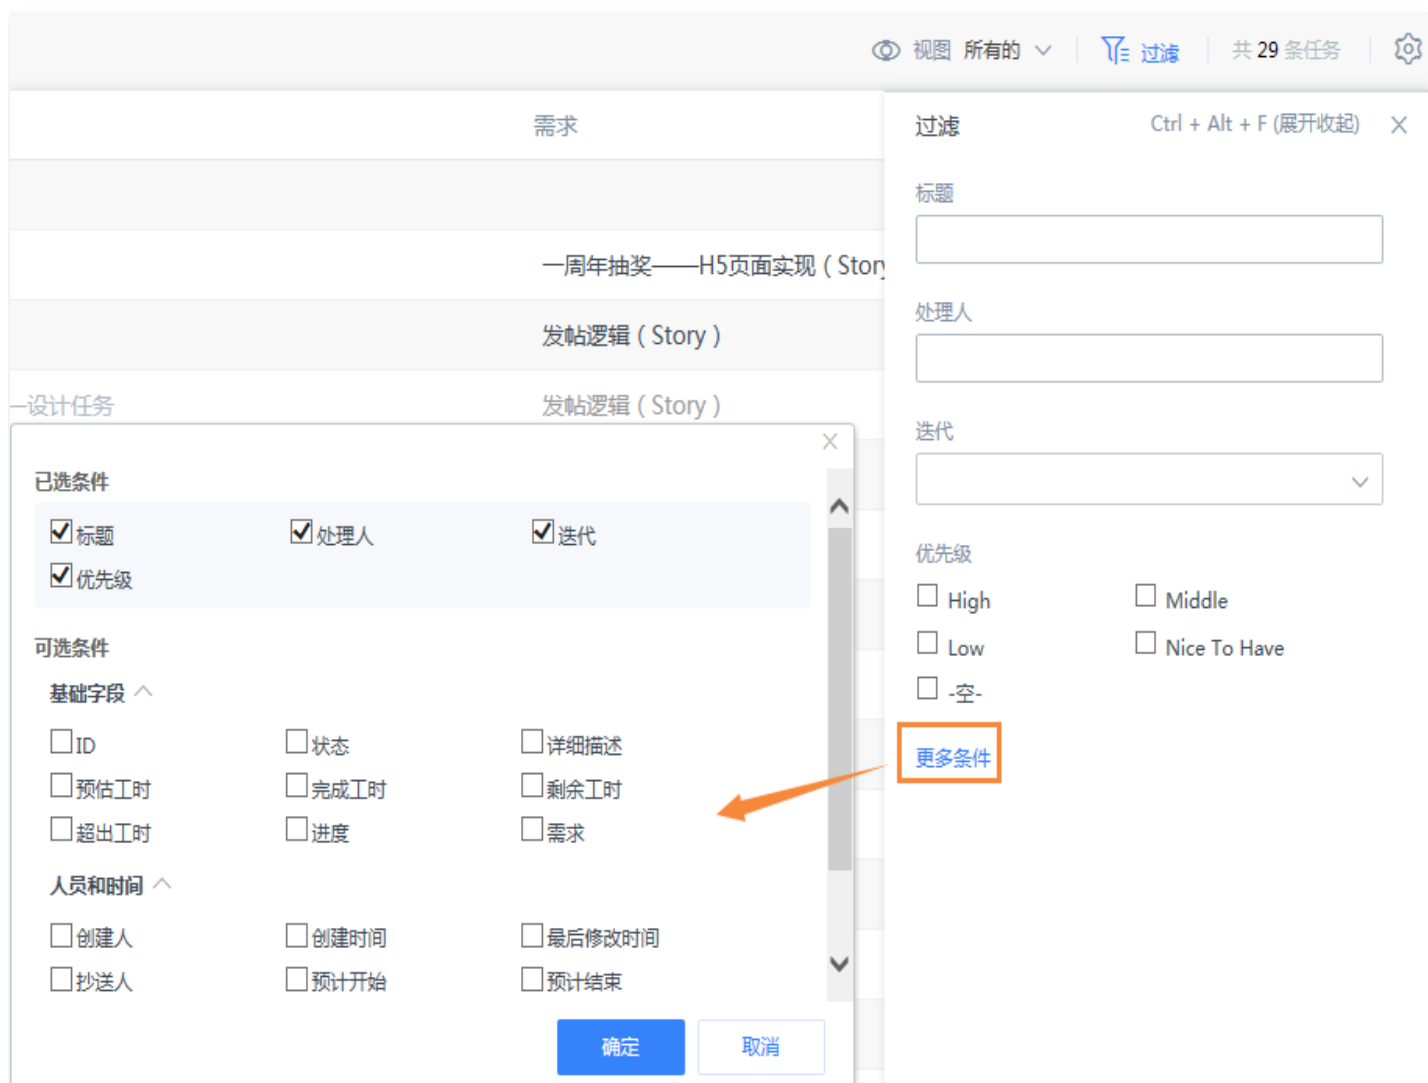 视图 所有的 过滤 共 29 条任务
需求
一周年抽奖——H5页面实现 ( Story
发帖逻辑 ( Story )
—设计任务 发帖逻辑 ( Story )
过滤 Ctrl + Alt + F (展开收起)
标题
处理人
迭代
优先级
High Middle
Low Nice To Have
-空-
更多条件
已选条件
标题 处理人 迭代
优先级
可选条件
基础字段
ID 状态 详细描述
预估工时 完成工时 剩余工时
超出工时 进度 需求
人员和时间
创建人 创建时间 最后修改时间
抄送人 预计开始 预计结束
确定 取消